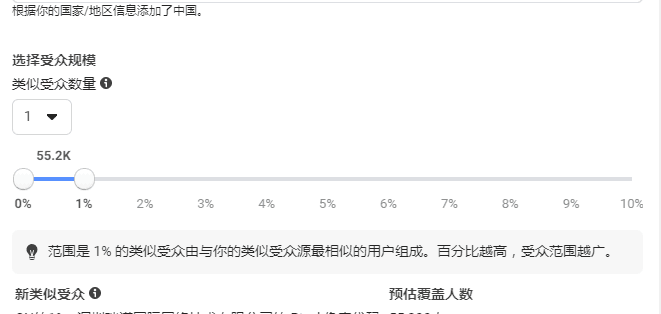 根据你的国家/地区信息添加了中国。
选择受众规模
类似受众数量
1
55.2K
0% 1% 2% 3% 4% 5% 6% 7% 8% 9% 10%
范围是 1% 的类似受众由与你的类似受众源最相似的用户组成。百分比越高，受众范围越广。
新类似受众 预估覆盖人数